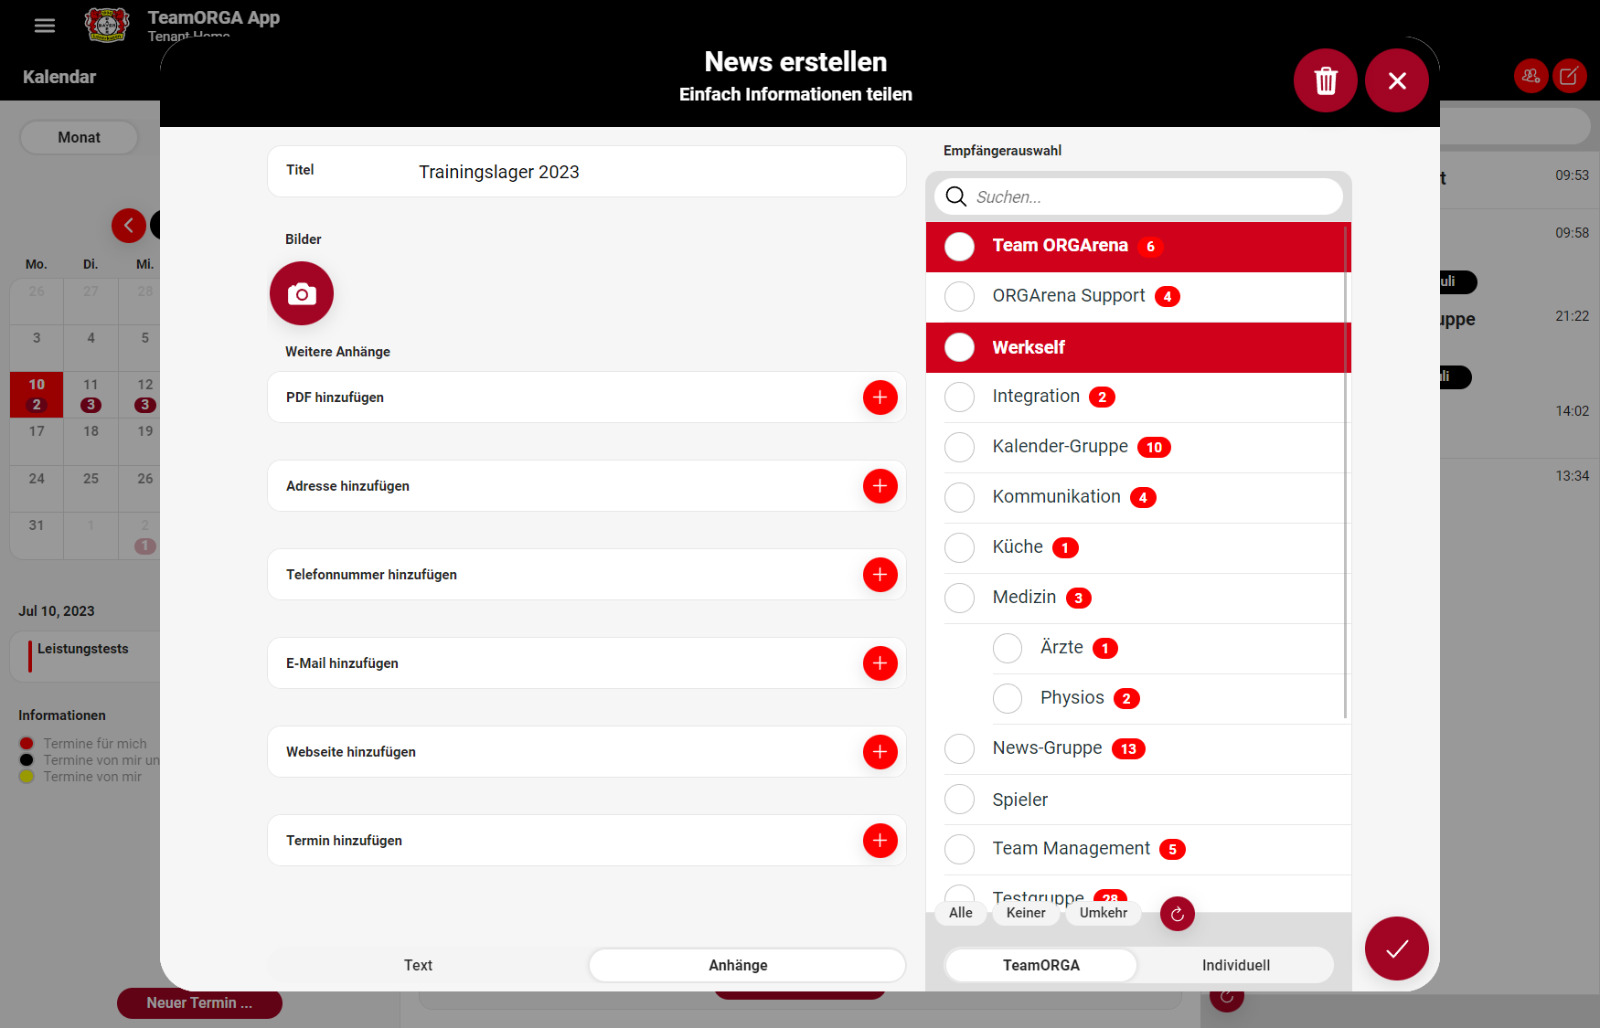 TeamORGA App
Tenant Home
Kalendar
News erstellen
Einfach Informationen teilen
Monat
Mo. Di. Mi.
26 27 28
3 4 5
10 11 12
2 3 3
17 18 19
24 25 26
31 1 2
1
Jul 10, 2023
Leistungstests
Informationen
Termine für mich
Termine von mir un
Termine von mir
Neuer Termin ...
Titel Trainingslager 2023
Bilder
Weitere Anhänge
PDF hinzufügen
Adresse hinzufügen
Telefonnummer hinzufügen
E-Mail hinzufügen
Webseite hinzufügen
Termin hinzufügen
Text Anhänge
Empfängerauswahl
Suchen...
Team ORGArena 6
ORGArena Support 4
Werkself
Integration 2
Kalender-Gruppe 10
Kommunikation 4
Küche 1
Medizin 3
Ärzte 1
Physios 2
News-Gruppe 13
Spieler
Team Management 5
Testgruppe 28
Alle Keiner Umkehr
TeamORGA Individuell
t 09:53
09:58
uli
uppe 21:22
li
14:02
13:34